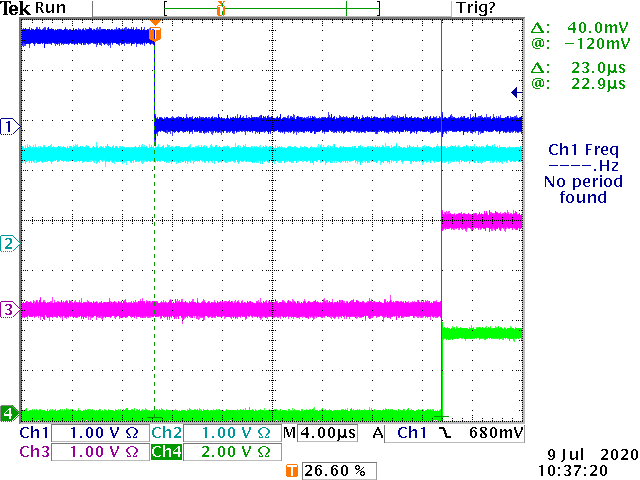 Tek Run Trig?
T
T
Δ: 40.0mV
@: −120mV
Δ: 23.0µs
@: 22.9µs
1
Ch1 Freq
−−−−.Hz
No period
found
2
3
4
Ch1 1.00 V Ω Ch2 1.00 V Ω M 4.00µs A Ch1 680mV
Ch3 1.00 V Ω Ch4 2.00 V Ω
T 26.60 %
9 Jul 2020
10:37:20